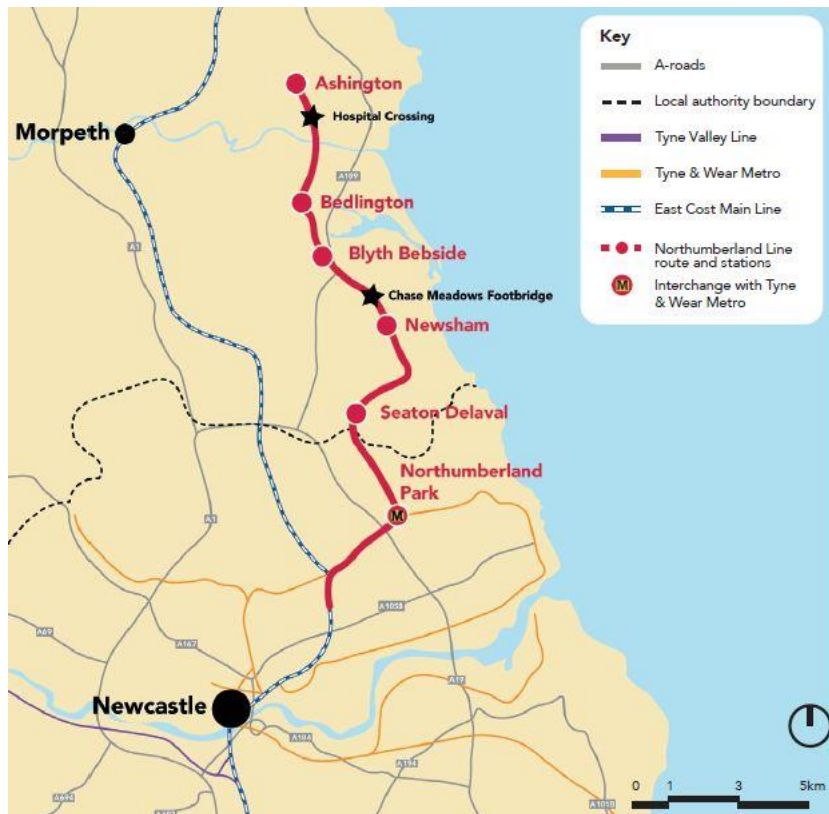 Key
A-roads
Local authority boundary
Tyne Valley Line
Tyne & Wear Metro
East Cost Main Line
Northumberland Line
route and stations
Interchange with Tyne
& Wear Metro
M
Ashington
Hospital Crossing
Morpeth
A189
Bedlington
A1
Blyth Bebside
Chase Meadows Footbridge
Newsham
Seaton Delaval
Northumberland
Park
M
A1
A1058
A69
A167
A19
Newcastle
A184
A194
0 1 3 5km